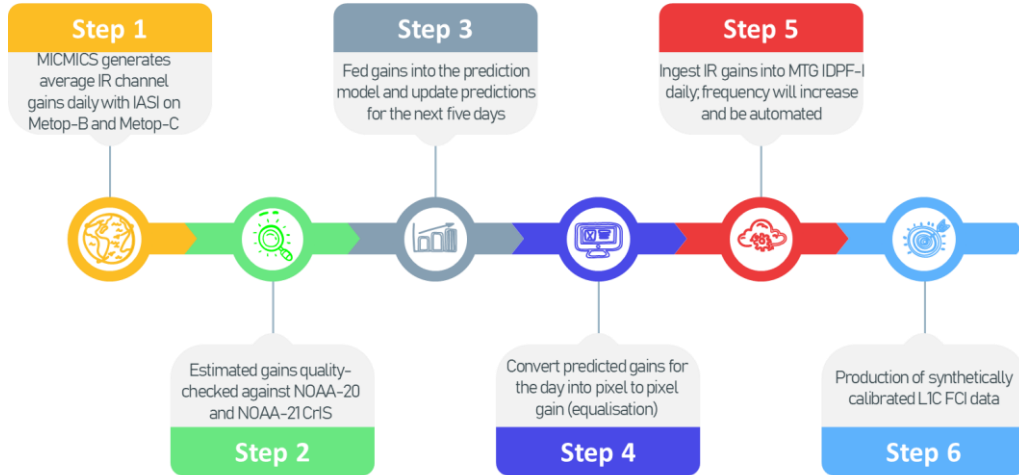 Step 1
MICMICS generates
average IR channel
gains daily with IASI on
Metop-B and Metop-C
Estimated gains quality-
checked against NOAA-20
and NOAA-21 CrIS
Step 2
Step 3
Fed gains into the prediction
model and update predictions
for the next five days
Convert predicted gains for
the day into pixel to pixel
gain (equalisation)
Step 4
Step 5
Ingest IR gains into MTG IDPF-I
daily; frequency will increase
and be automated
Production of synthetically
calibrated L1C FCI data
Step 6